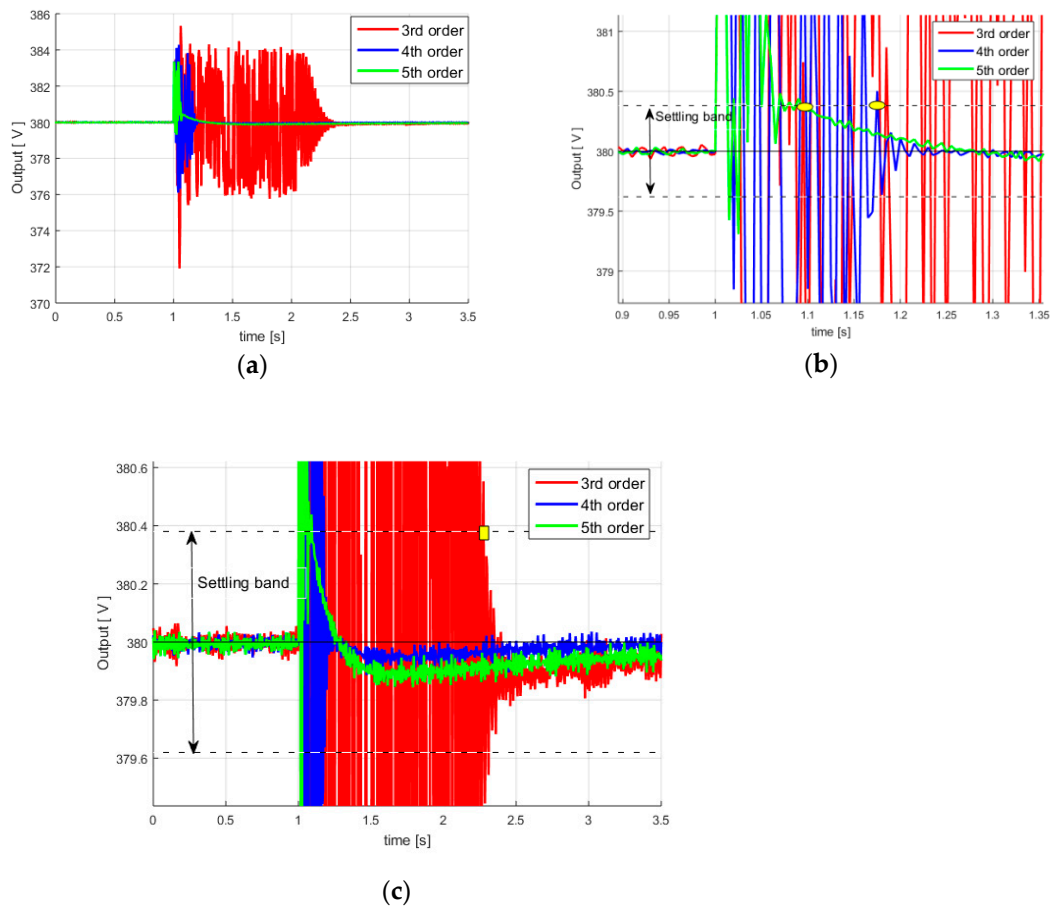 386
384
382
380
378
376
374
372
370
Output [ V ]
3rd order
4th order
5th order
0
0.5
1
1.5
2
2.5
3
3.5
time [s]
(a)
381
380.5
380
379.5
379
Output [ V ]
Settling band
3rd order
4th order
5th order
0.9
0.95
1
1.05
1.1
1.15
1.2
1.25
1.3
1.35
time [s]
(b)
380.6
380.4
380.2
380
379.8
379.6
Output [ V ]
Settling band
3rd order
4th order
5th order
0
0.5
1
1.5
2
2.5
3
3.5
time [s]
(c)